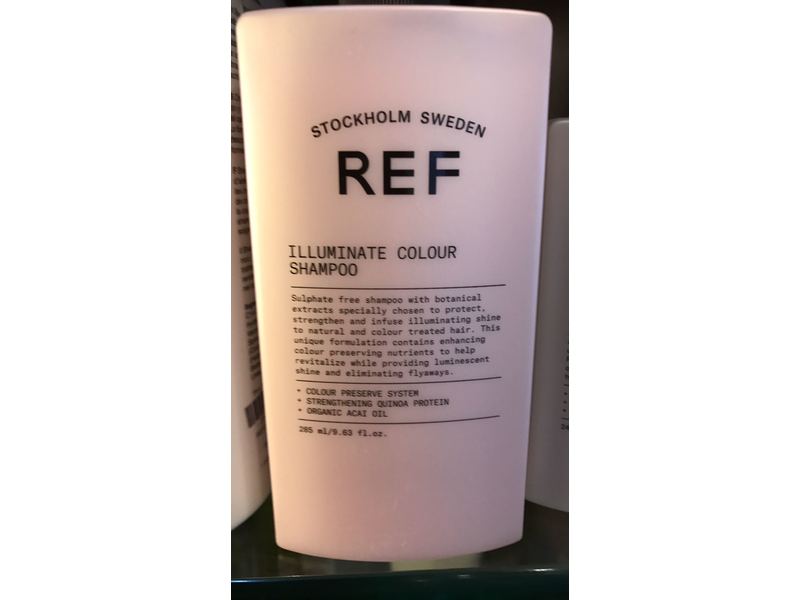 STOCKHOLM SWEDEN
REF
ILLUMINATE COLOUR
SHAMPOO
Sulphate free shampoo with botanical
extracts specially chosen to protect,
strengthen and infuse illuminating shine
to natural and colour treated hair. This
unique formulation contains enhancing
colour preserving nutrients to help
revitalize while providing luminescent
shine and eliminating flyaways.
+ COLOUR PRESERVE SYSTEM
+ STRENGTHENING QUINOA PROTEIN
+ ORGANIC ACAI OIL
285 ml/9.63 fl.oz.